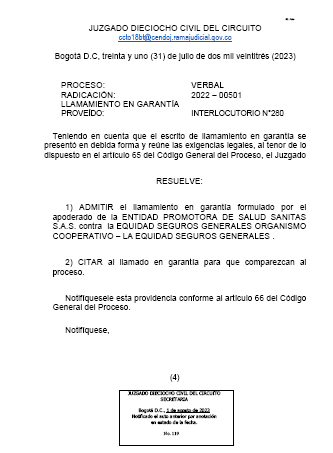 JUZGADO DIECIOCHO CIVIL DEL CIRCUITO
ccto18bt@cendoj.ramajudicial.gov.co
Bogotá D.C, treinta y uno (31) de julio de dos mil veintitrés (2023)
PROCESO: VERBAL
RADICACIÓN: 2022 – 00501
LLAMAMIENTO EN GARANTÍA
PROVEÍDO: INTERLOCUTORIO N°280
Teniendo en cuenta que el escrito de llamamiento en garantía se
presentó en debida forma y reúne las exigencias legales, al tenor de lo
dispuesto en el artículo 65 del Código General del Proceso, el Juzgado
RESUELVE:
1) ADMITIR el llamamiento en garantía formulado por el
apoderado de la ENTIDAD PROMOTORA DE SALUD SANITAS
S.A.S. contra la EQUIDAD SEGUROS GENERALES ORGANISMO
COOPERATIVO – LA EQUIDAD SEGUROS GENERALES .
2) CITAR al llamado en garantía para que comparezcan al
proceso.
Notifíquesele esta providencia conforme al artículo 66 del Código
General del Proceso.
Notifíquese,
(4)
JUZGADO DIECIOCHO CIVIL DEL CIRCUITO
SECRETARIA
Bogotá D.C., 1 de agosto de 2023
Notificado el auto anterior por anotación
en estado de la fecha.
No. 119